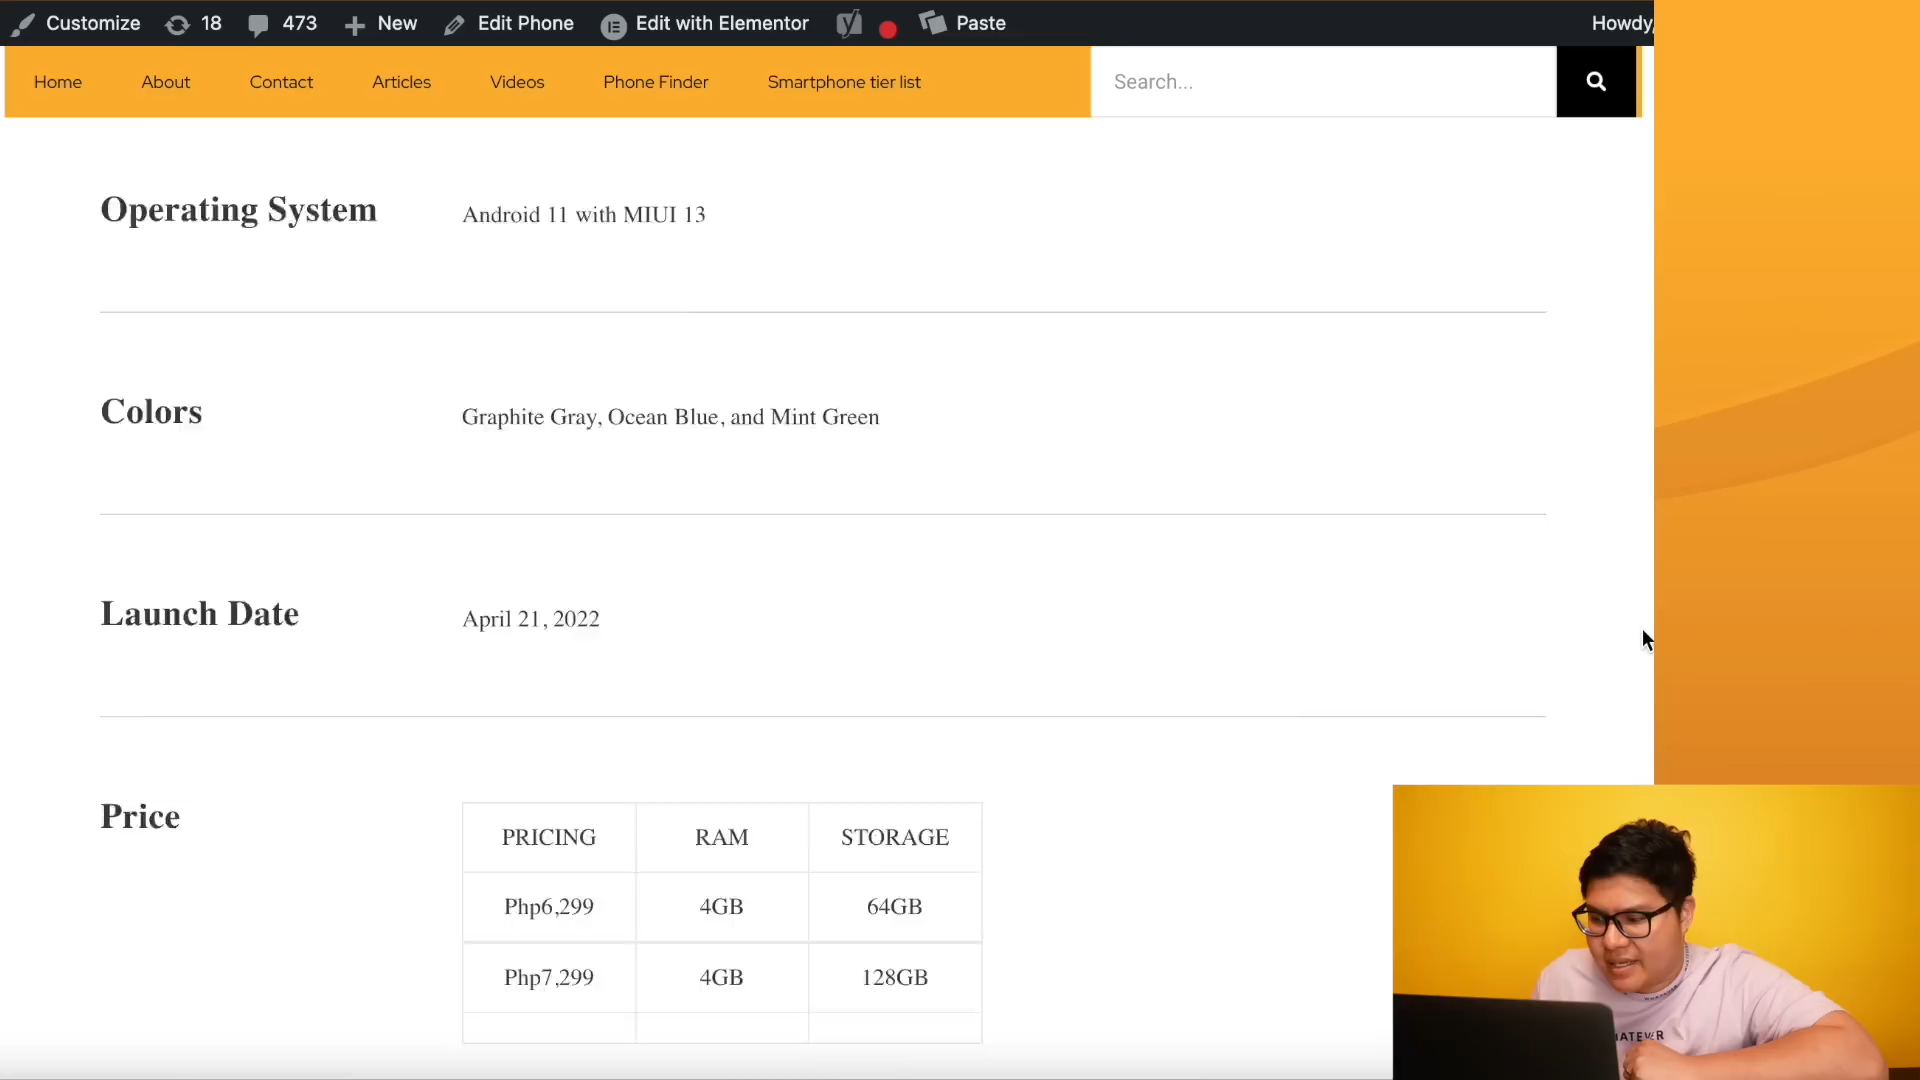 Customize 18 473 New Edit Phone Edit with Elementor Paste Howdy,
Home About Contact Articles Videos Phone Finder Smartphone tier list Search...
Operating System Android 11 with MIUI 13
Colors Graphite Gray, Ocean Blue, and Mint Green
Launch Date April 21, 2022
Price
PRICING RAM STORAGE
Php6,299 4GB 64GB
Php7,299 4GB 128GB